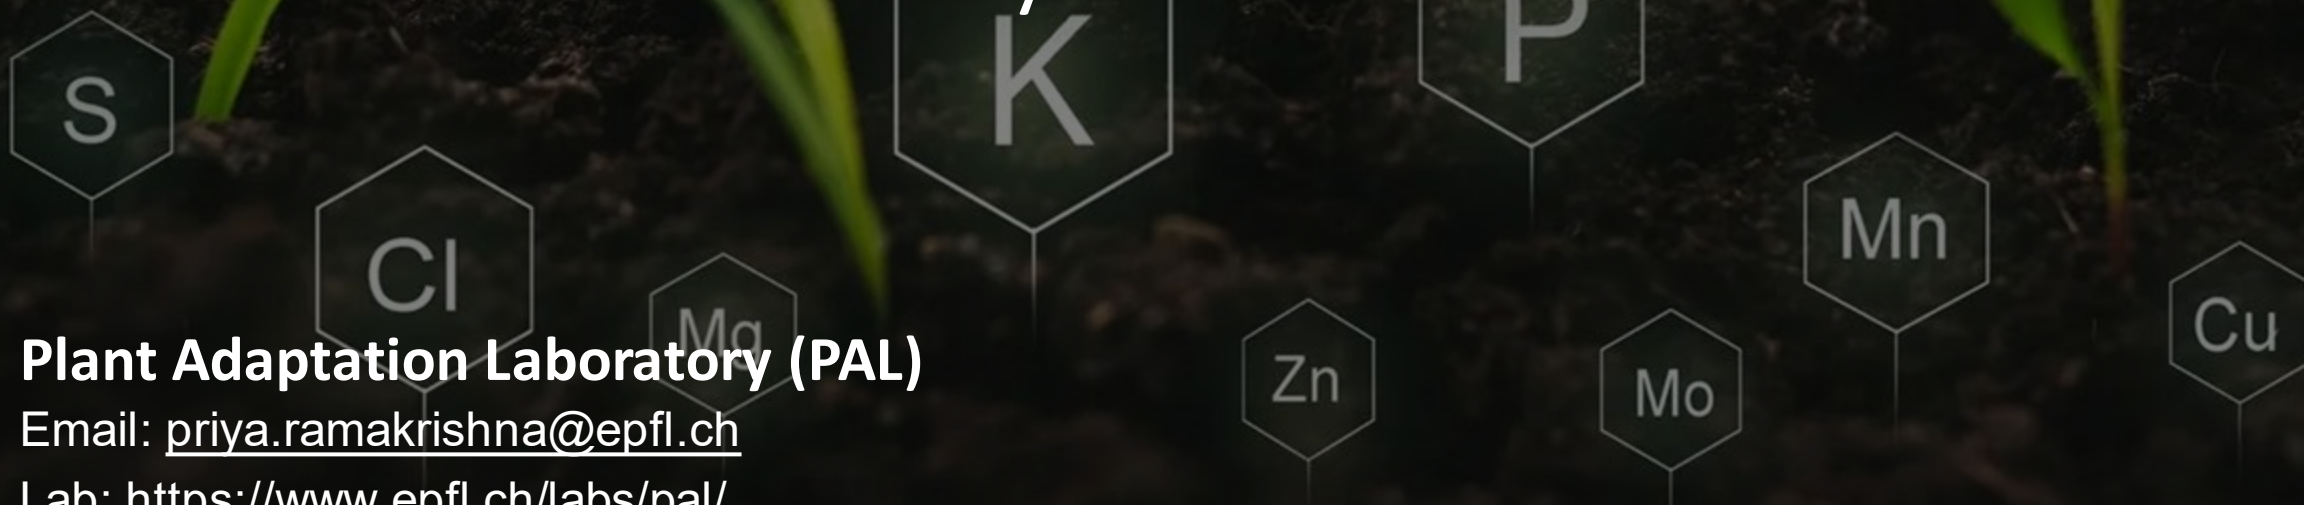 K
P
S
Mn
Cl
Cu
Mg
Zn
Mo
Plant Adaptation Laboratory (PAL)
Email: priya.ramakrishna@epfl.ch
Lab: https://www.epfl.ch/labs/pal/